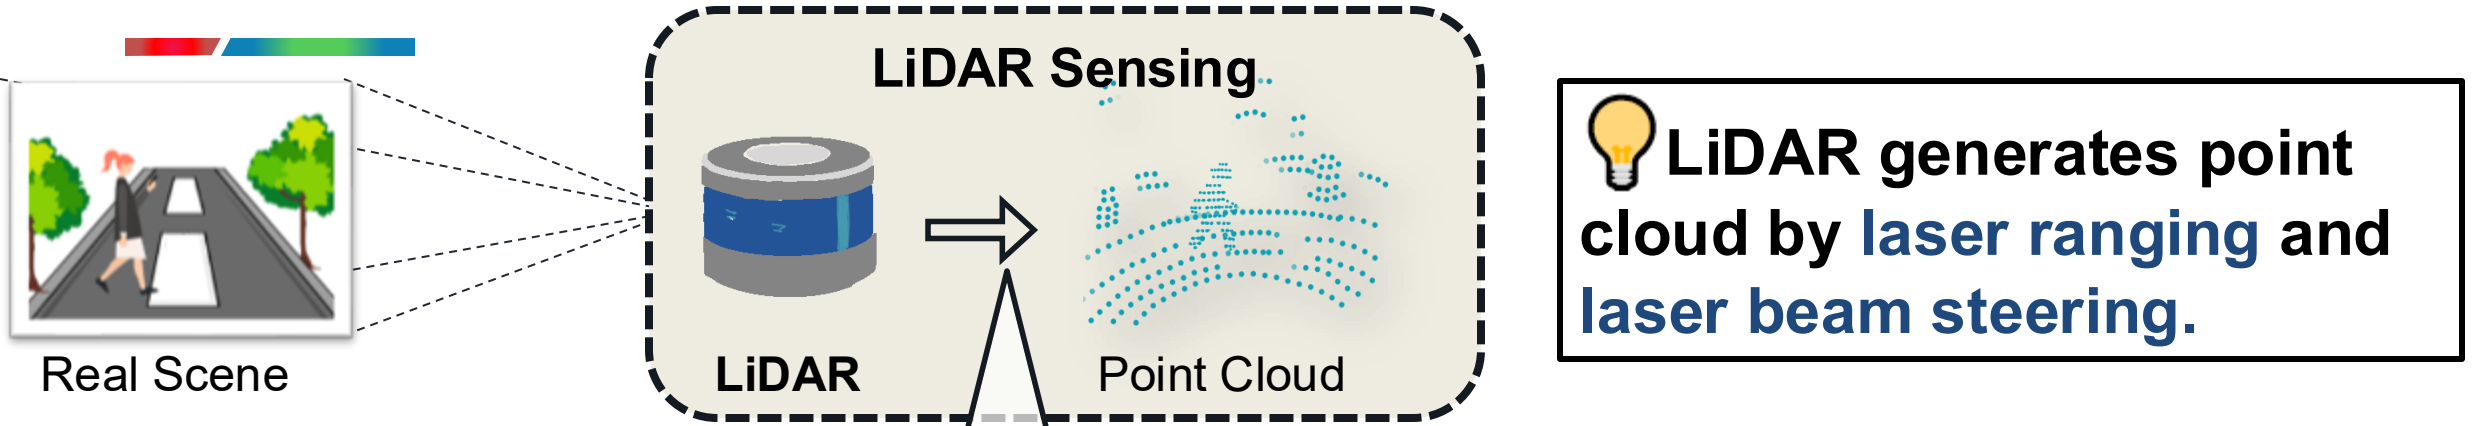 LiDAR Sensing
Real Scene
LiDAR
Point Cloud
LiDAR generates point
cloud by laser ranging and
laser beam steering.